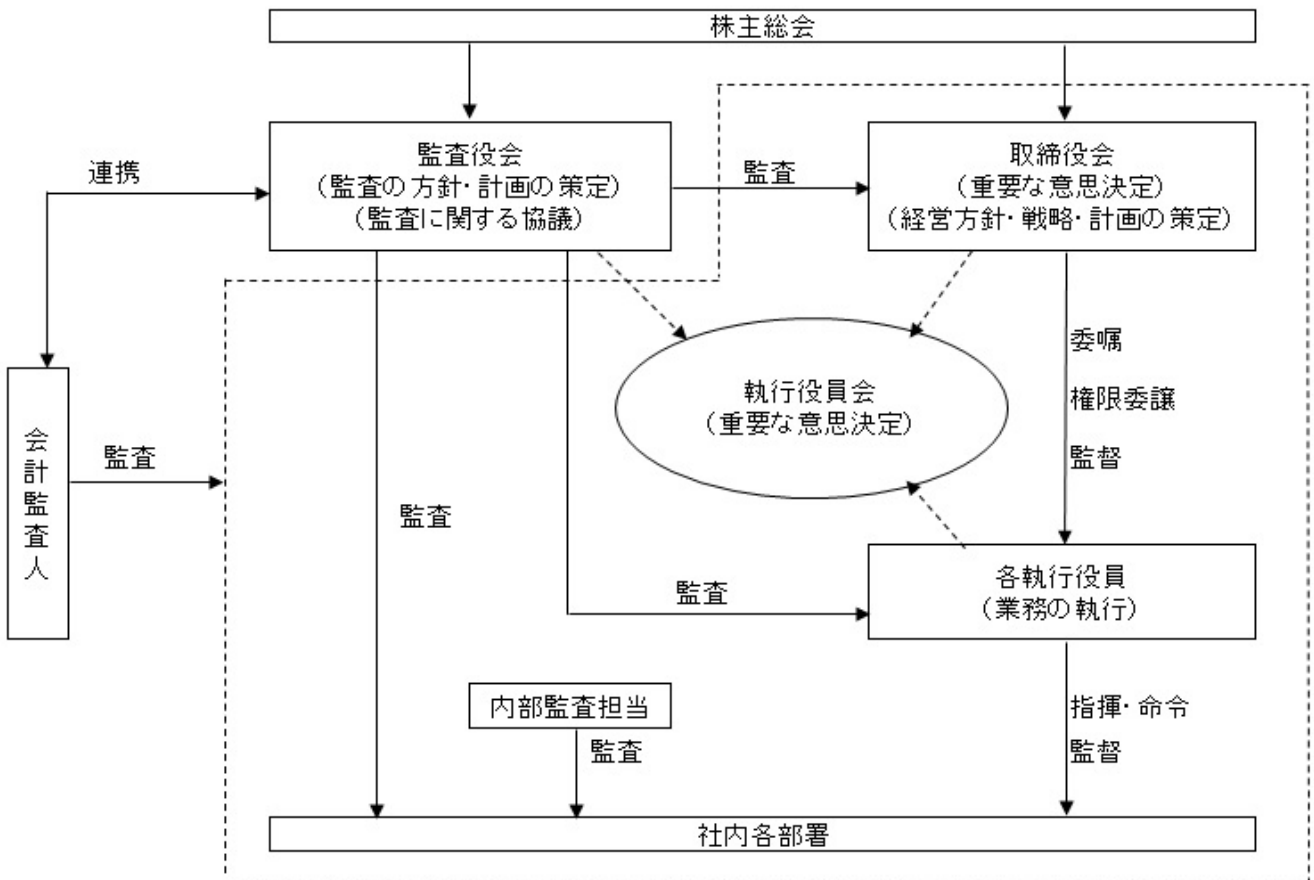 株主総会
監査役会
（監査の方針・計画の策定）
（監査に関する協議）
連携
監査
取締役会
（重要な意思決定）
（経営方針・戦略・計画の策定）
委嘱
権限委譲
監督
執行役員会
（重要な意思決定）
会計監査人
監査
監査
監査
各執行役員
（業務の執行）
内部監査担当
監査
指揮・命令
監督
社内各部署